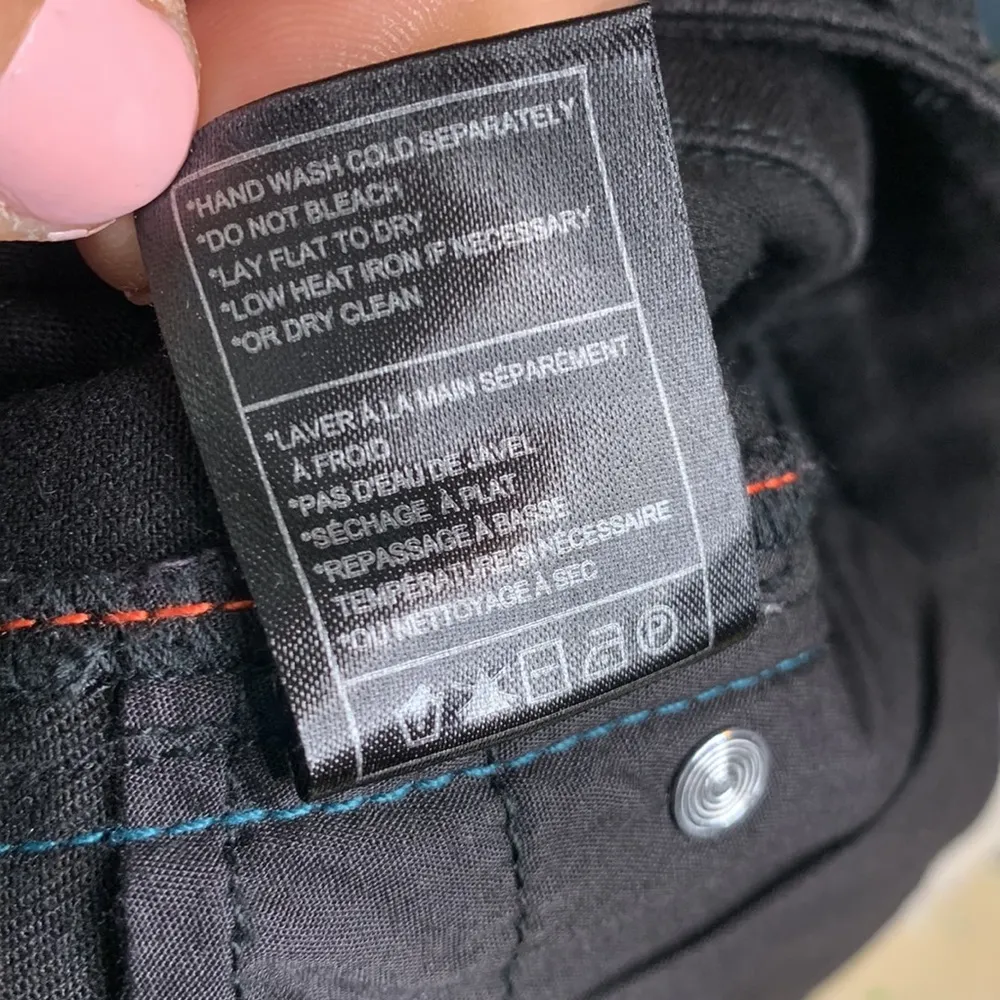 *HAND WASH COLD SEPARATELY
*DO NOT BLEACH
*LAY FLAT TO DRY
*LOW HEAT IRON IF NECESSARY
*OR DRY CLEAN
*LAVER À LA MAIN SÉPARÉMENT
À FROID
*PAS D'EAU DE JAVEL
*SÉCHAGE À PLAT
*REPASSAGE À BASSE
TEMPÉRATURE SI NÉCESSAIRE
*OU NETTOYAGE À SEC
P